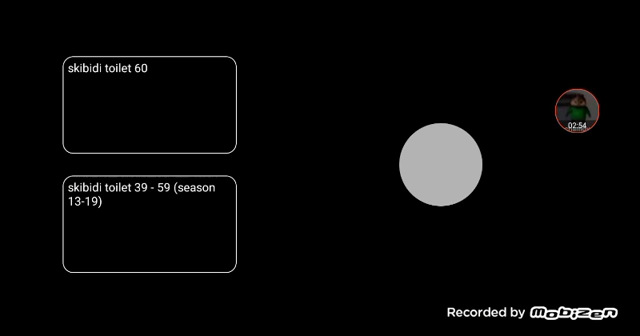 skibidi toilet 60
02:54
skibidi toilet 39 - 59 (season
13-19)
Recorded by mobizen